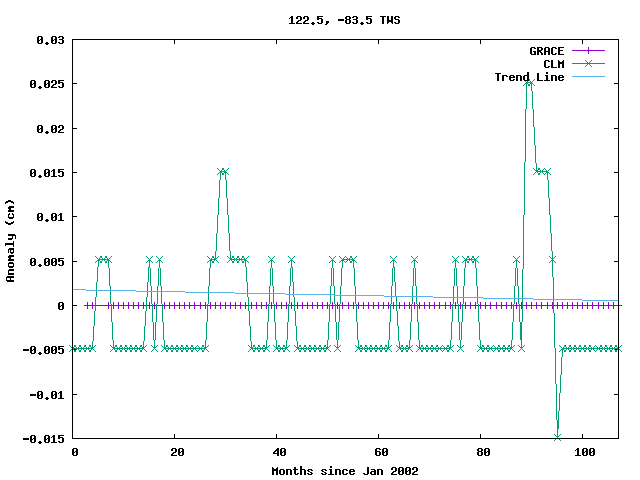 122.5, -83.5 TWS
0.03
0.025
0.02
0.015
0.01
0.005
0
-0.005
-0.01
-0.015
Anomaly (cm)
GRACE
CLM
Trend Line
0 20 40 60 80 100
Months since Jan 2002